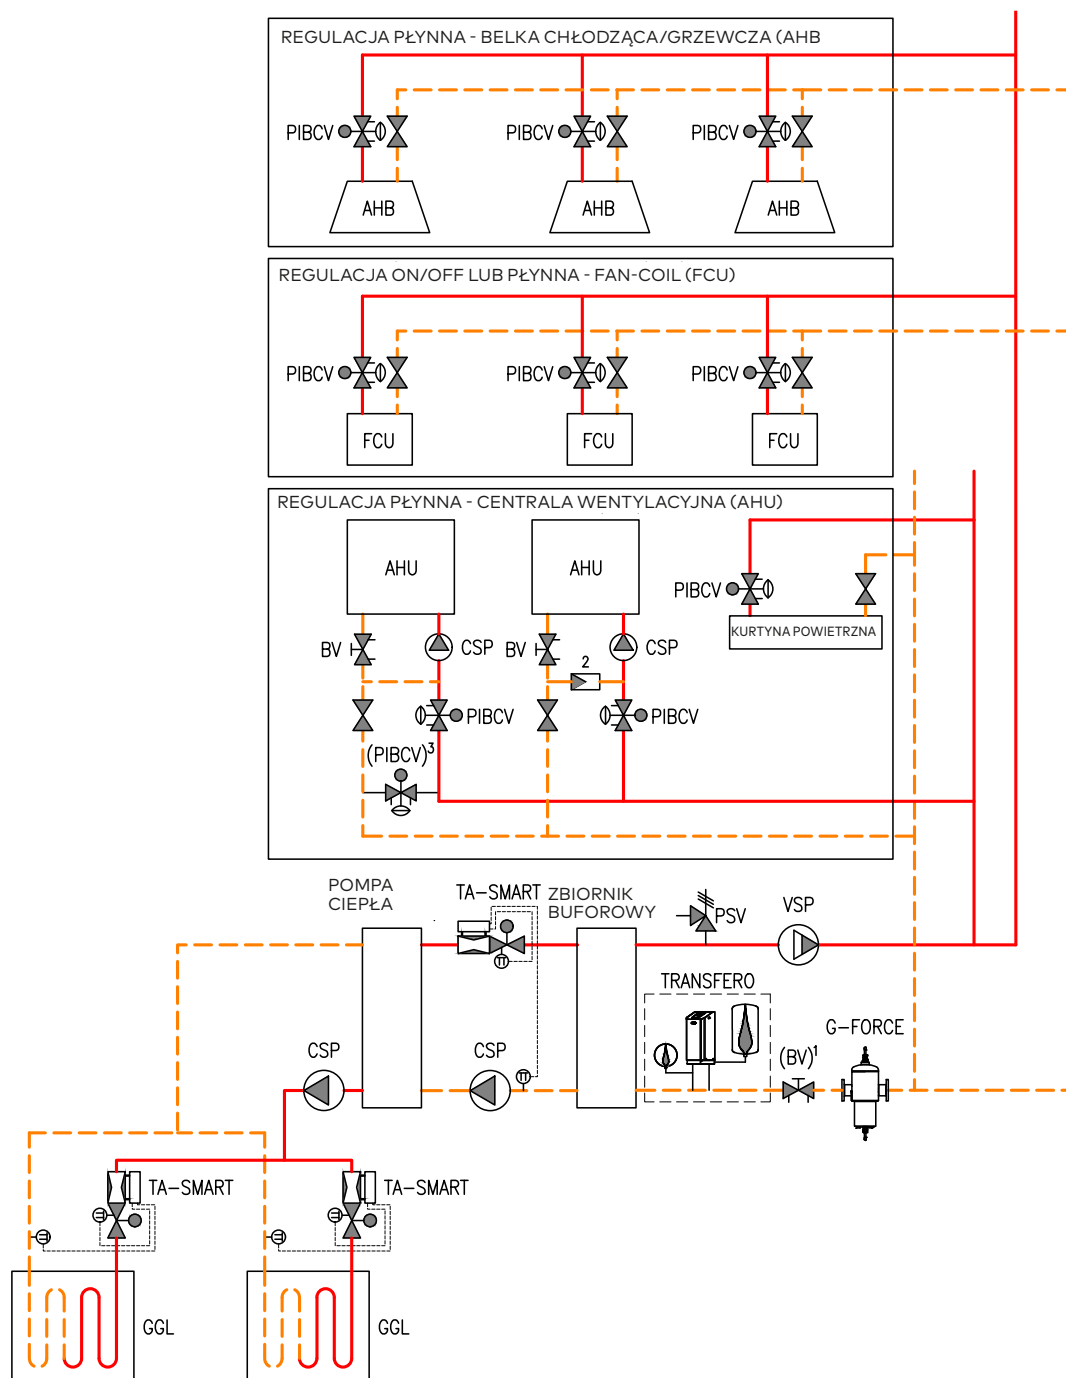 REGULACJA PŁYNNA - BELKA CHŁODZĄCA/GRZEWCZA (AHB
PIBCV PIBCV PIBCV
AHB AHB AHB
REGULACJA ON/OFF LUB PŁYNNA - FAN-COIL (FCU)
PIBCV PIBCV PIBCV
FCU FCU FCU
REGULACJA PŁYNNA - CENTRALA WENTYLACYJNA (AHU)
AHU AHU
PIBCV
KURTYNA POWIETRZNA
BV CSP BV CSP
2
PIBCV PIBCV
(PIBCV)³
POMPA
CIEPŁA
TA-SMART
ZBIORNIK
BUFOROWY
PSV
VSP
TRANSFERO
G-FORCE
CSP CSP
(BV)¹
TA-SMART TA-SMART
GGL GGL